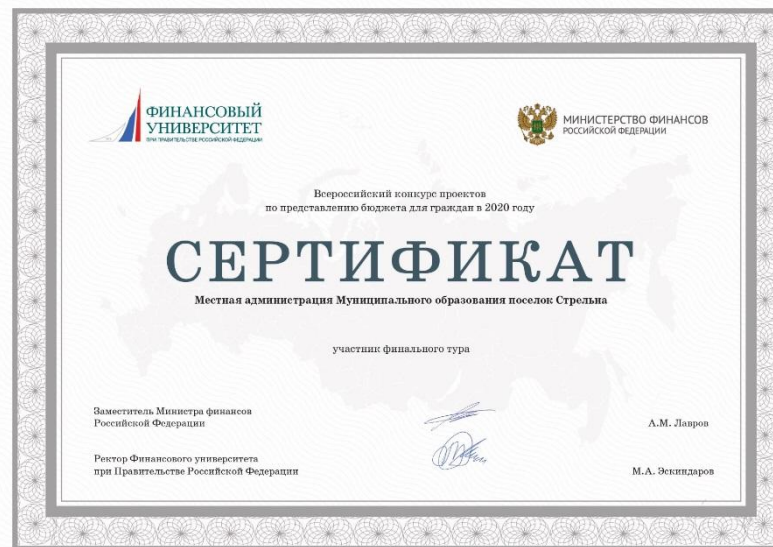 ФИНАНСОВЫЙ
УНИВЕРСИТЕТ
ПРИ ПРАВИТЕЛЬСТВЕ РОССИЙСКОЙ ФЕДЕРАЦИИ
МИНИСТЕРСТВО ФИНАНСОВ
РОССИЙСКОЙ ФЕДЕРАЦИИ
Всероссийский конкурс проектов
по представлению бюджета для граждан в 2020 году
СЕРТИФИКАТ
Местная администрация Муниципального образования поселок Стрельна
участник финального тура
Заместитель Министра финансов
Российской Федерации
А.М. Лавров
Ректор Финансового университета
при Правительстве Российской Федерации
М.А. Эскиндаров